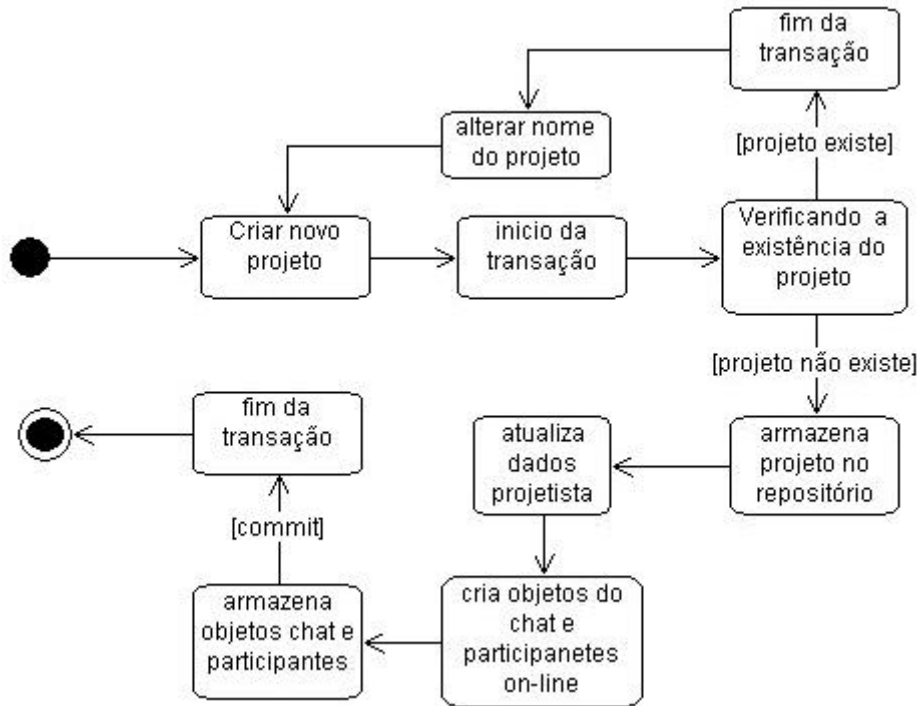 fim da
transação
alterar nome
do projeto
[projeto existe]
Criar novo
projeto
inicio da
transação
Verificando a
existência do
projeto
[projeto não existe]
fim da
transação
atualiza
dados
projetista
armazena
projeto no
repositório
[commit]
armazena
objetos chat e
participantes
cria objetos do
chat e
participanetes
on-line